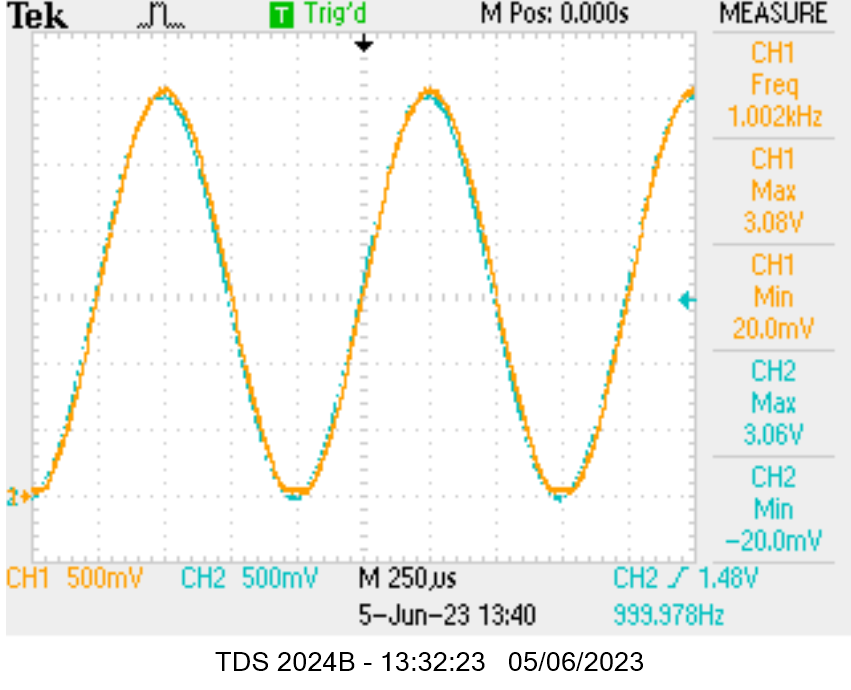 Tek T Trig'd M Pos: 0.000s MEASURE
CH1
Freq
1.002kHz
CH1
Max
3.08V
CH1
Min
20.0mV
CH2
Max
3.06V
CH2
Min
−20.0mV
2
CH1 500mV CH2 500mV M 250µs CH2 1.48V
5-Jun-23 13:40 999.978Hz
TDS 2024B - 13:32:23 05/06/2023